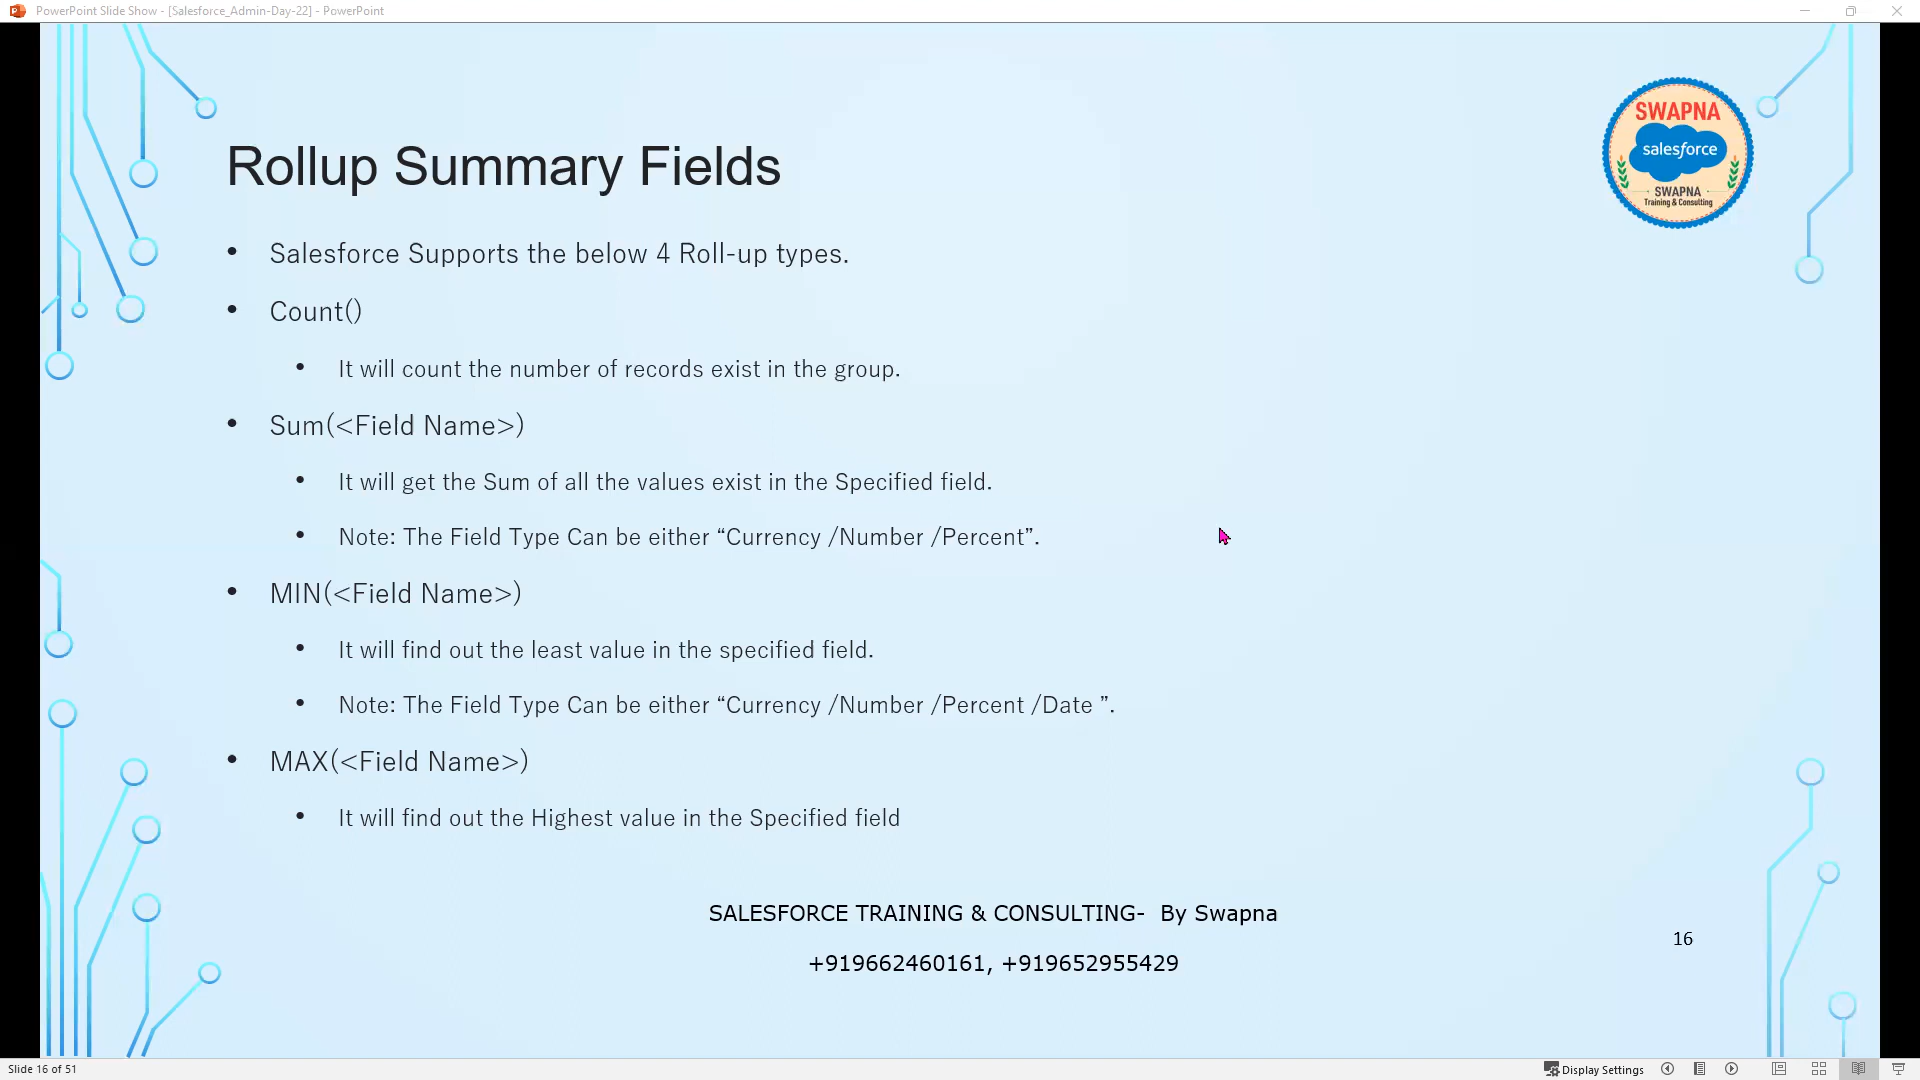 PowerPoint Slide Show - [Salesforce_Admin-Day-22] - PowerPoint
SWAPNA
salesforce
SWAPNA
Training & Consulting
Rollup Summary Fields
• Salesforce Supports the below 4 Roll-up types.
• Count()
• It will count the number of records exist in the group.
• Sum(<Field Name>)
• It will get the Sum of all the values exist in the Specified field.
• Note: The Field Type Can be either “Currency /Number /Percent”.
• MIN(<Field Name>)
• It will find out the least value in the specified field.
• Note: The Field Type Can be either “Currency /Number /Percent /Date ”.
• MAX(<Field Name>)
• It will find out the Highest value in the Specified field
SALESFORCE TRAINING & CONSULTING- By Swapna
+919662460161, +919652955429
16
Slide 16 of 51
Display Settings